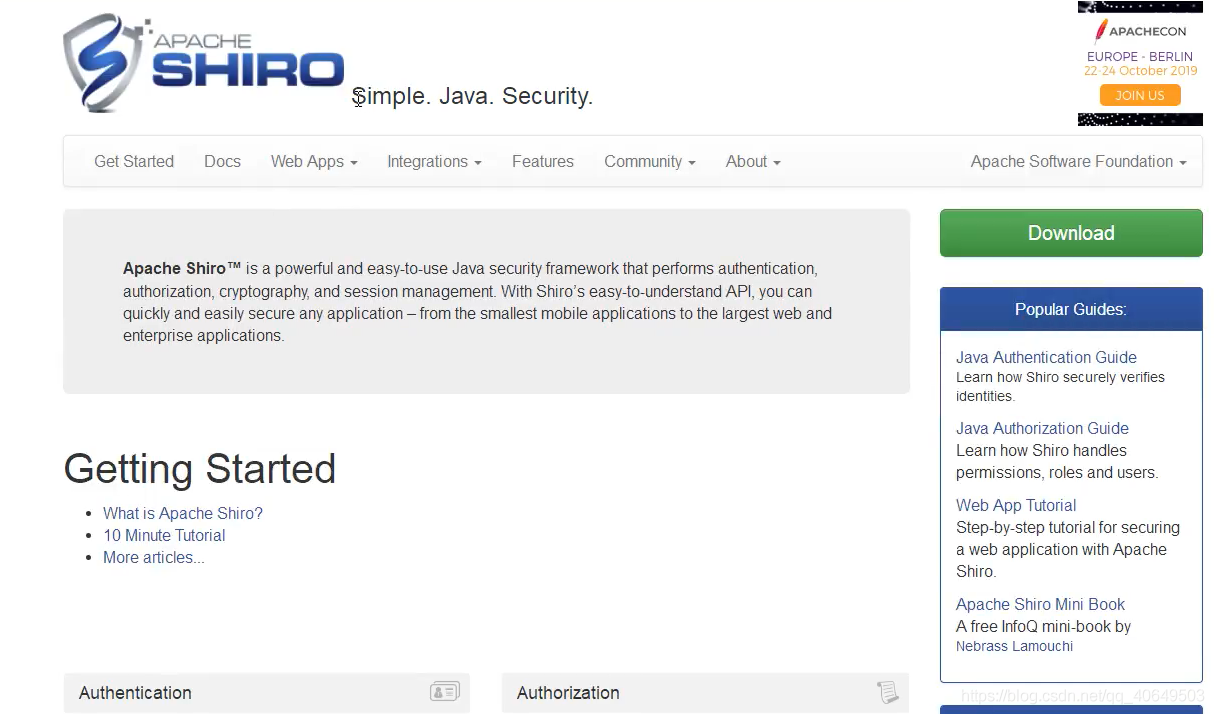 APACHE
SHIRO
Simple. Java. Security.
APACHECON
EUROPE - BERLIN
22-24 October 2019
JOIN US
Get Started Docs Web Apps Integrations Features Community About Apache Software Foundation
Apache Shiro™ is a powerful and easy-to-use Java security framework that performs authentication,
authorization, cryptography, and session management. With Shiro’s easy-to-understand API, you can
quickly and easily secure any application – from the smallest mobile applications to the largest web and
enterprise applications.
Getting Started
What is Apache Shiro?
10 Minute Tutorial
More articles...
Authentication
Authorization
Download
Popular Guides:
Java Authentication Guide
Learn how Shiro securely verifies
identities.
Java Authorization Guide
Learn how Shiro handles
permissions, roles and users.
Web App Tutorial
Step-by-step tutorial for securing
a web application with Apache
Shiro.
Apache Shiro Mini Book
A free InfoQ mini-book by
Nebrass Lamouchi
https://blog.csdn.net/qq_40649503